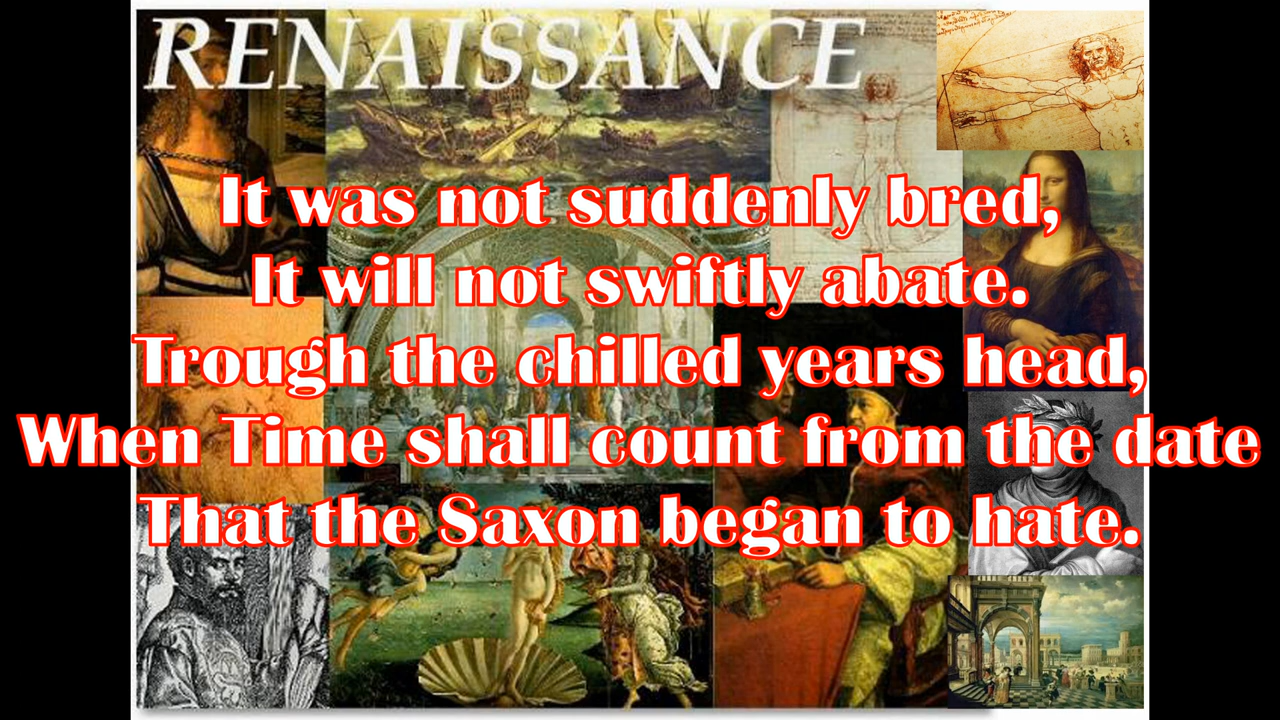 RENAISSANCE
It was not suddenly bred,
It will not swiftly abate.
Trough the chilled years head,
When Time shall count from the date
That the Saxon began to hate.